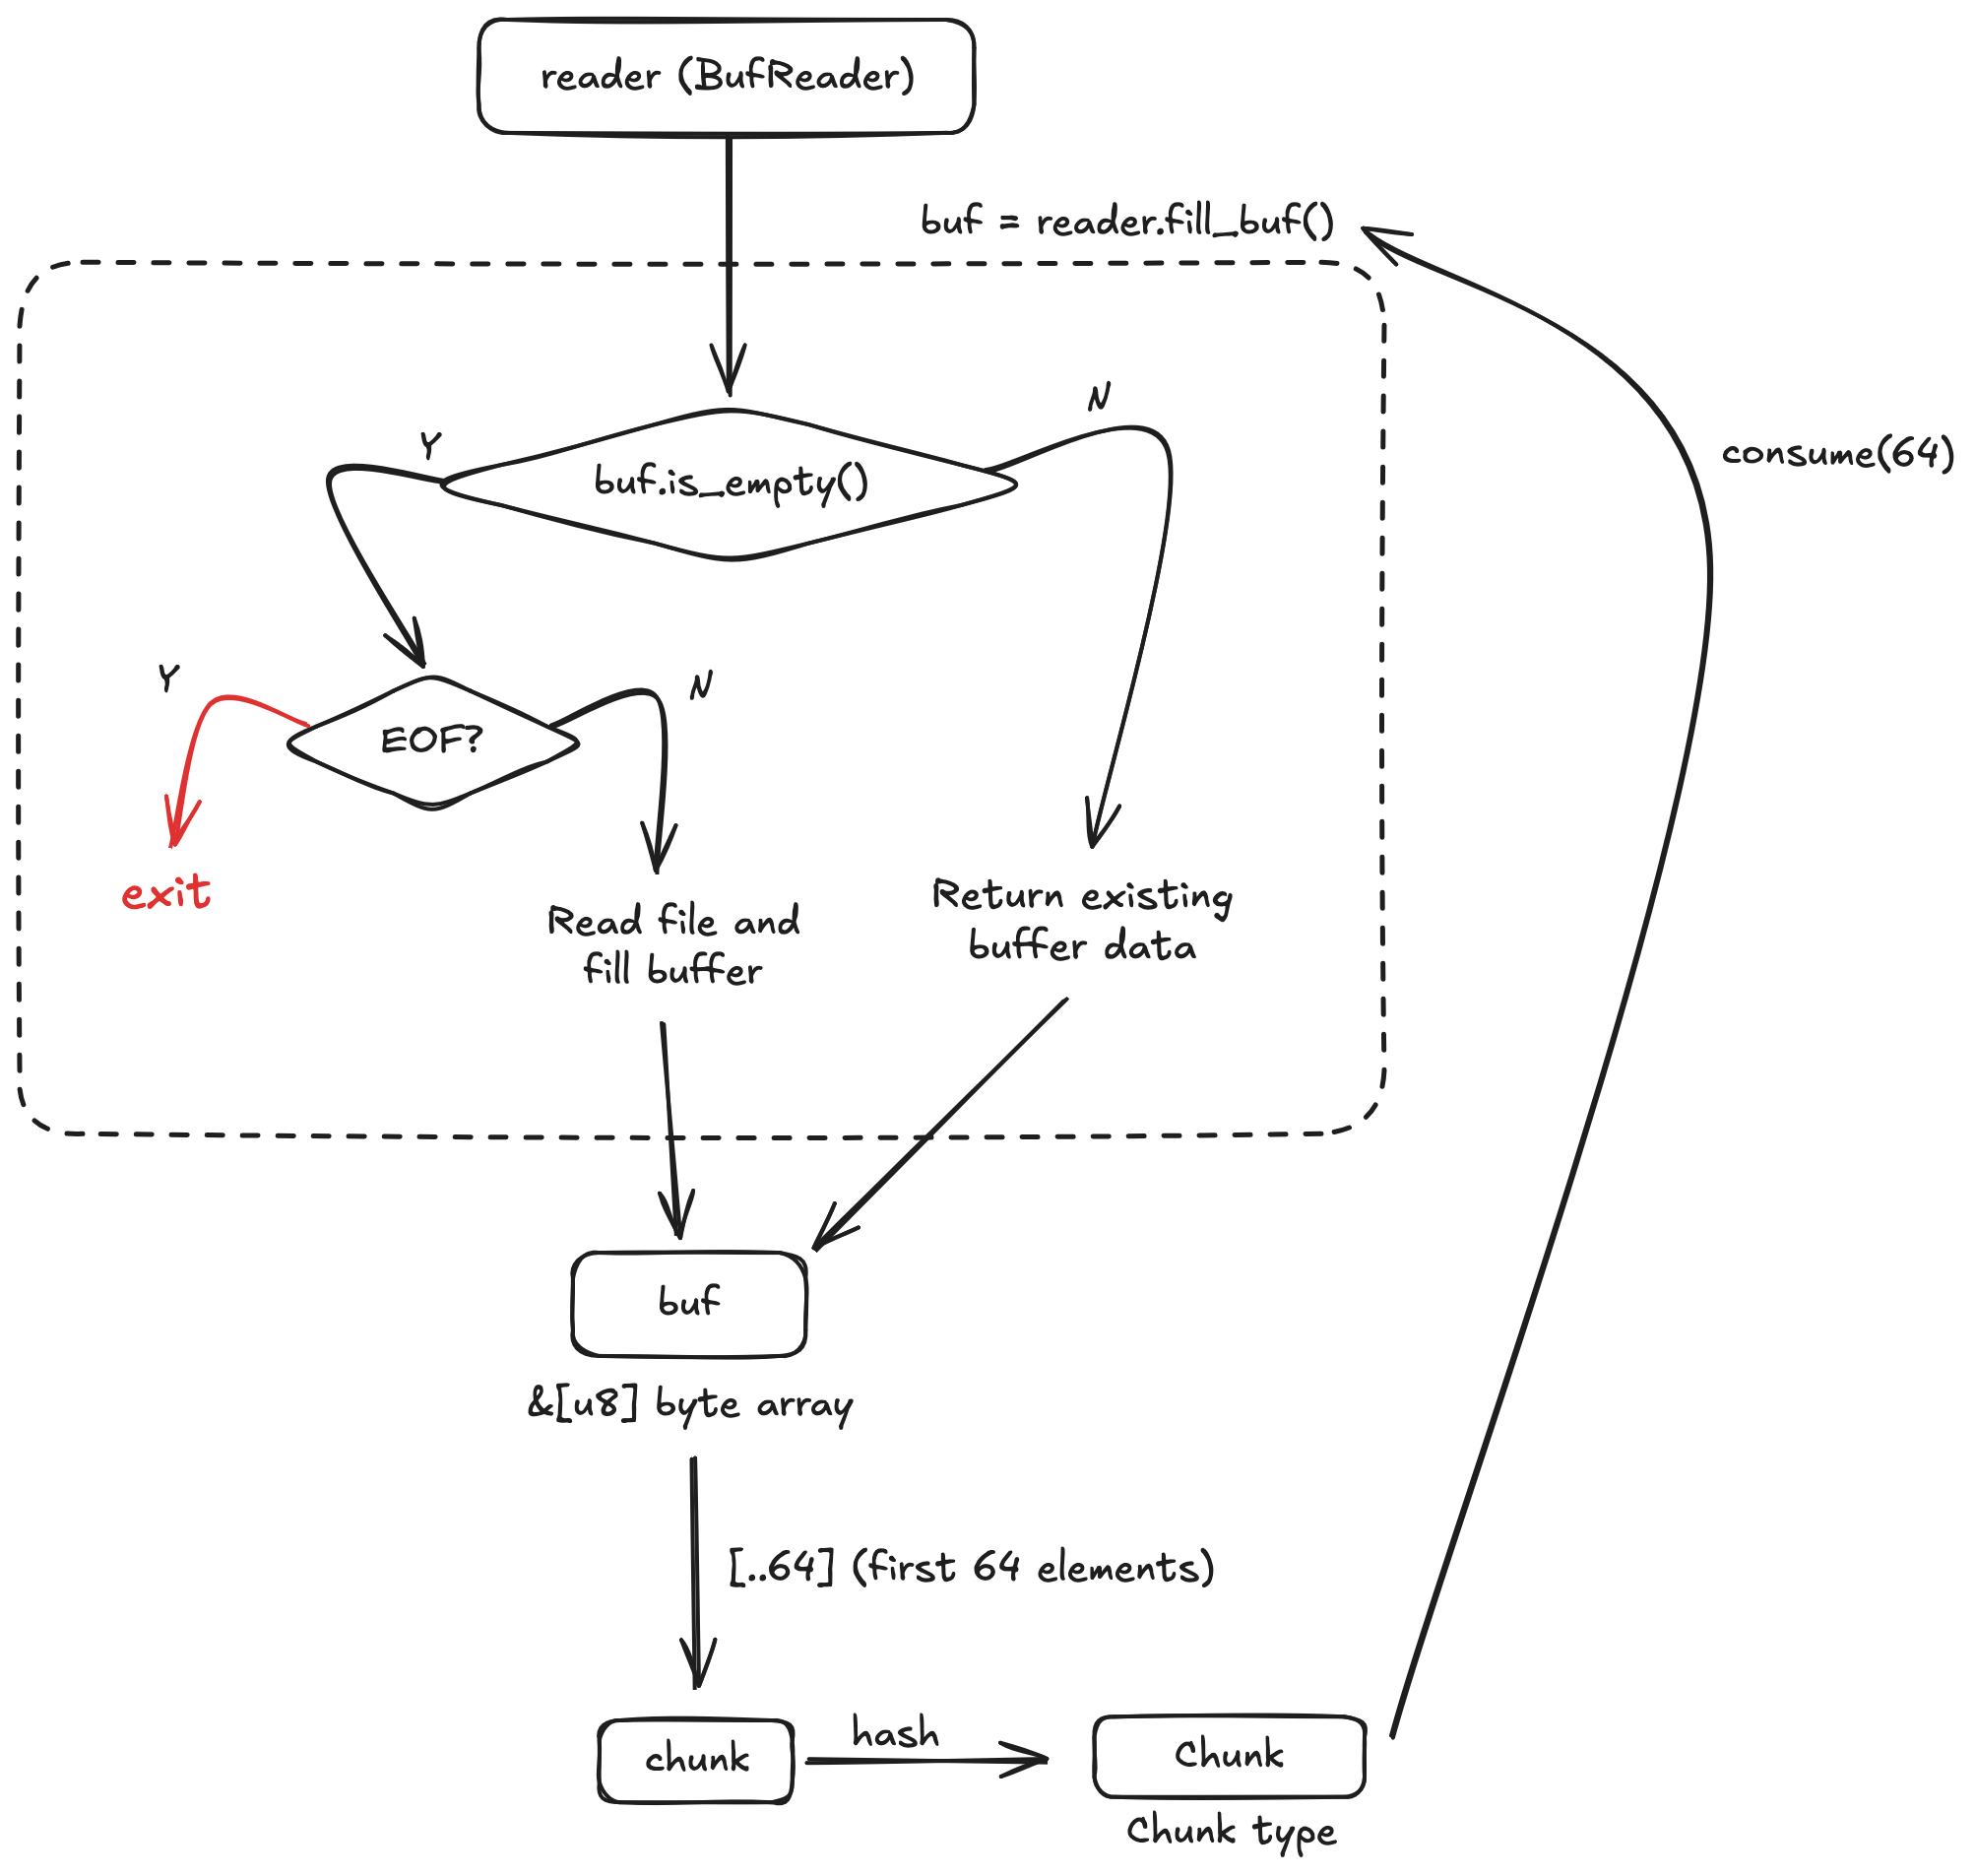 reader (BufReader)
buf = reader.fill_buf()
N
Y
buf.is_empty()
consume(64)
Y
N
EOF?
exit
Read file and
fill buffer
Return existing
buffer data
buf
&[u8] byte array
[..64] (first 64 elements)
chunk
hash
Chunk
Chunk type